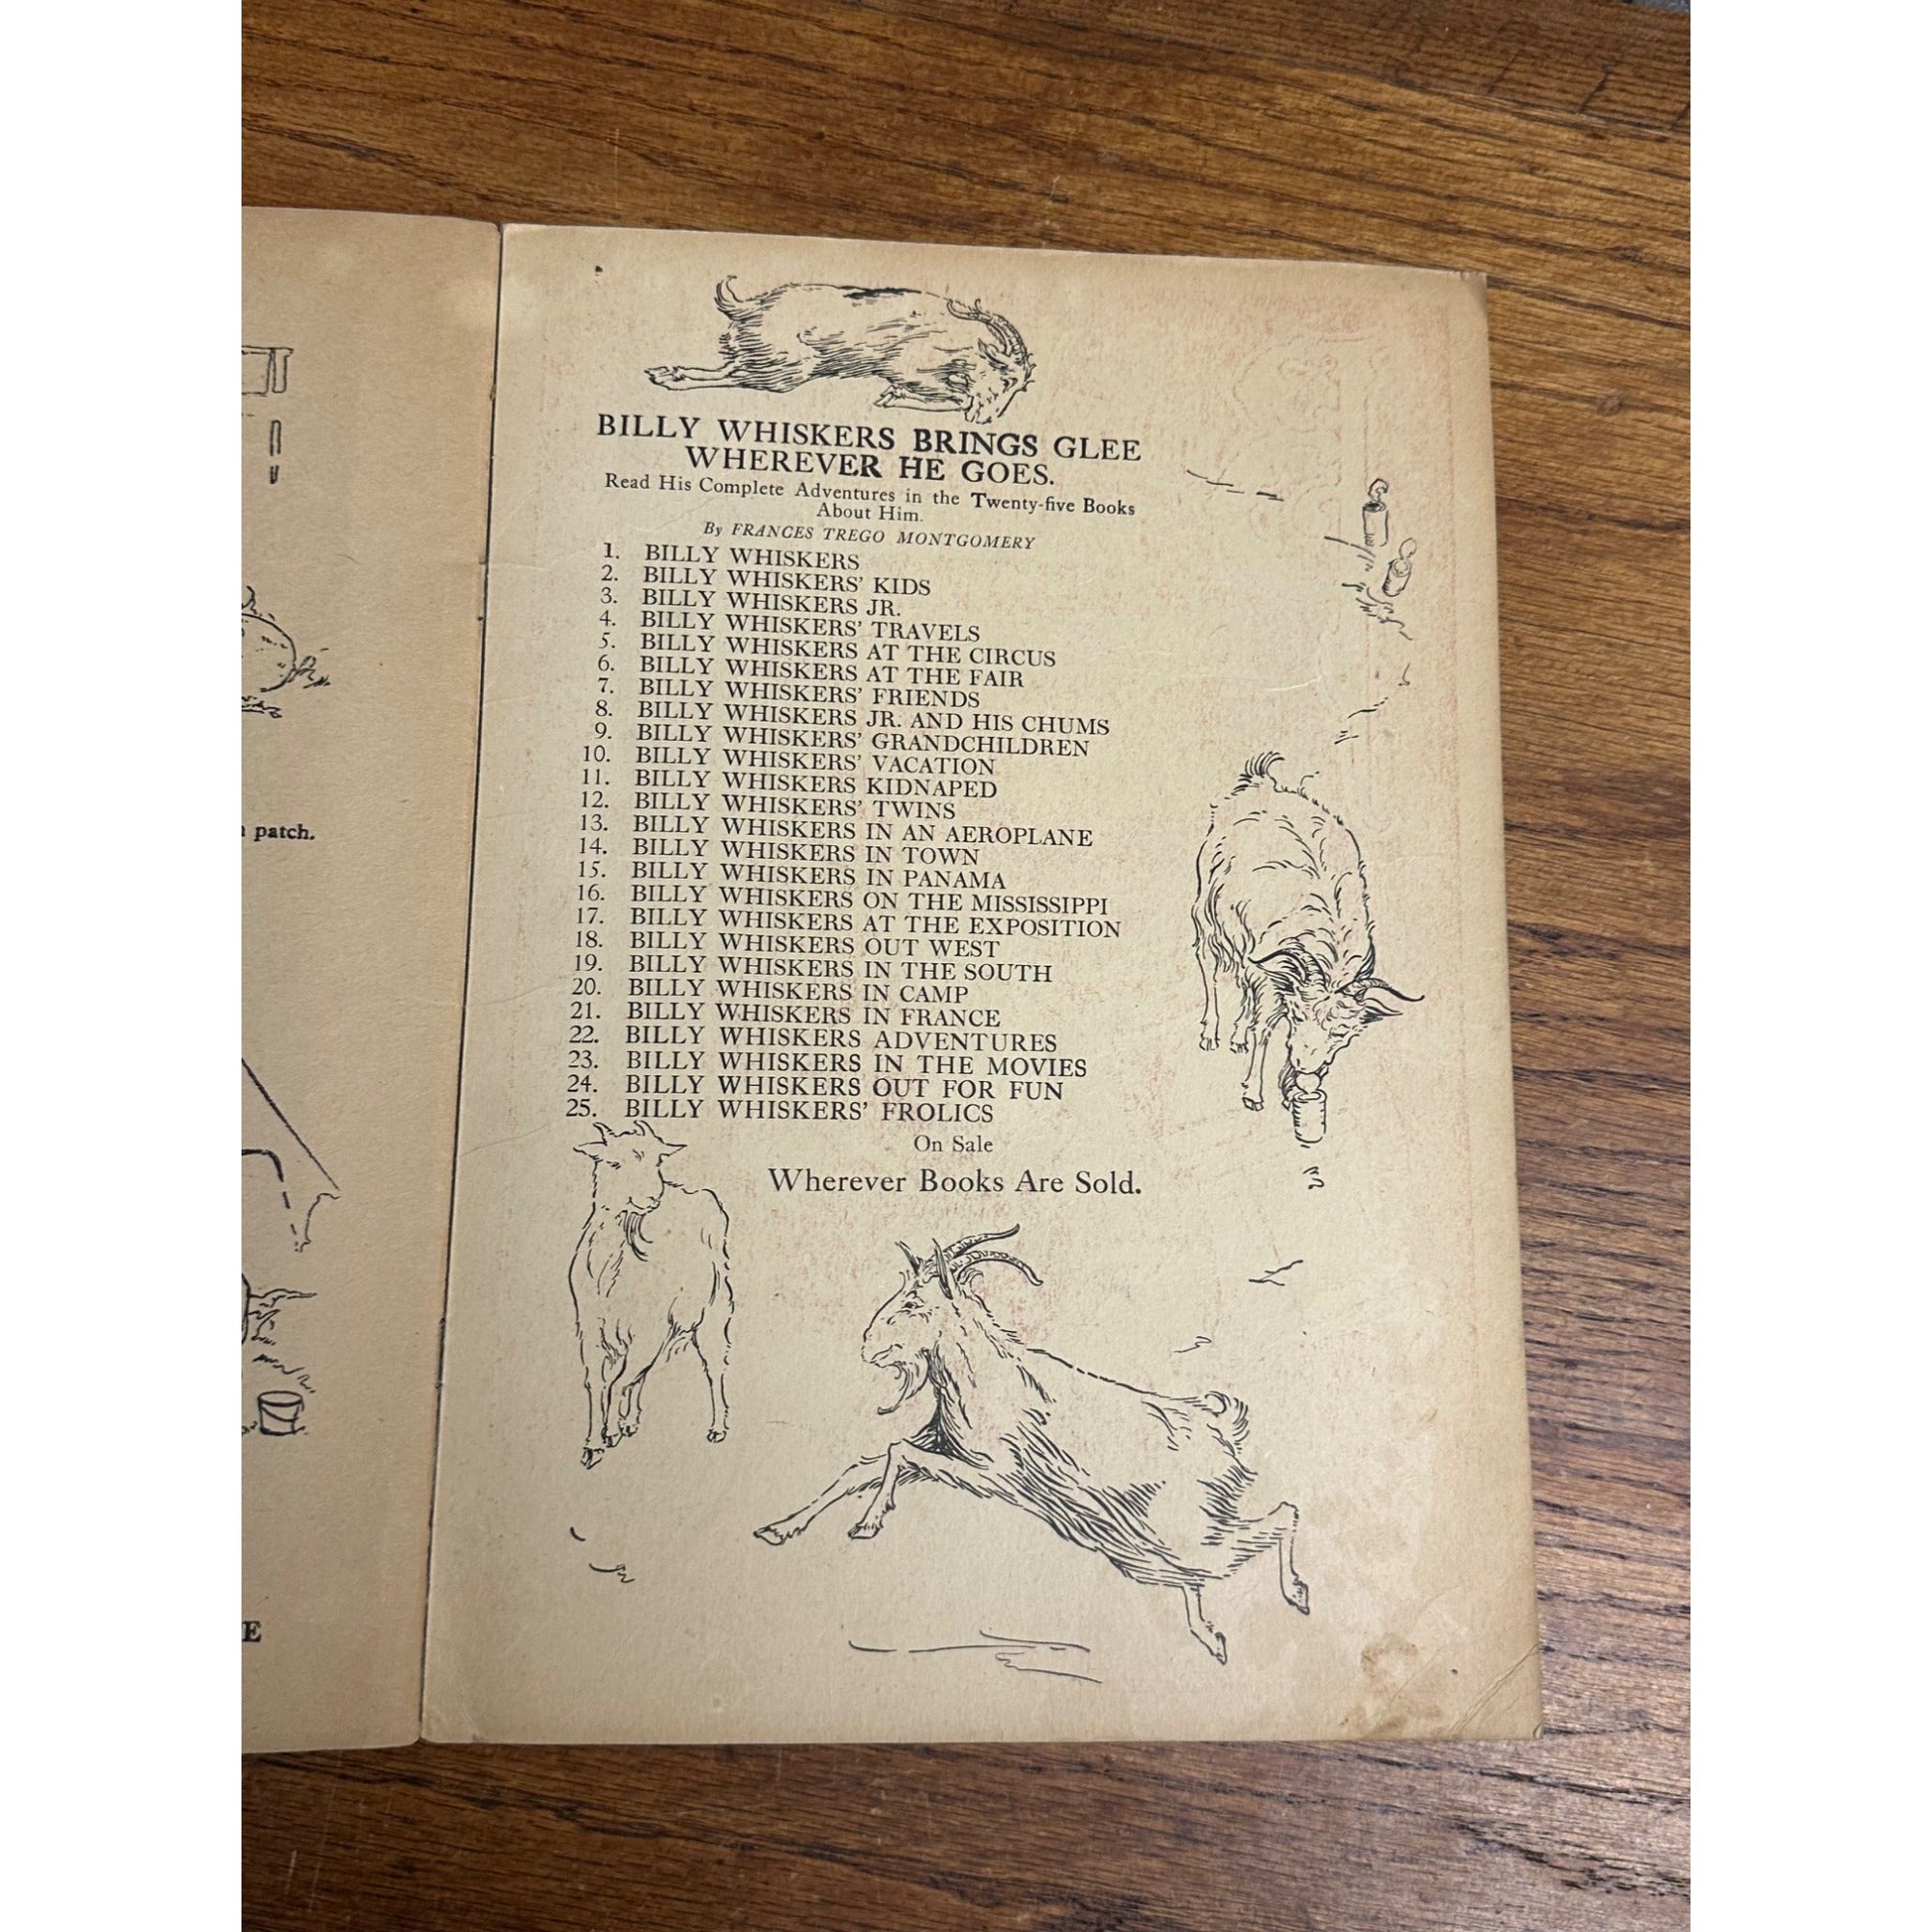 patch.
E
BILLY WHISKERS BRINGS GLEE
WHEREVER HE GOES.
Read His Complete Adventures in the Twenty-five Books
About Him.
By FRANCES TREGO MONTGOMERY
1. BILLY WHISKERS
2. BILLY WHISKERS' KIDS
3. BILLY WHISKERS JR.
4. BILLY WHISKERS' TRAVELS
5. BILLY WHISKERS AT THE CIRCUS
6. BILLY WHISKERS AT THE FAIR
7. BILLY WHISKERS' FRIENDS
8. BILLY WHISKERS JR. AND HIS CHUMS
9. BILLY WHISKERS' GRANDCHILDREN
10. BILLY WHISKERS' VACATION
11. BILLY WHISKERS KIDNAPED
12. BILLY WHISKERS' TWINS
13. BILLY WHISKERS IN AN AEROPLANE
14. BILLY WHISKERS IN TOWN
15. BILLY WHISKERS IN PANAMA
16. BILLY WHISKERS ON THE MISSISSIPPI
17. BILLY WHISKERS AT THE EXPOSITION
18. BILLY WHISKERS OUT WEST
19. BILLY WHISKERS IN THE SOUTH
20. BILLY WHISKERS IN CAMP
21. BILLY WHISKERS IN FRANCE
22. BILLY WHISKERS ADVENTURES
23. BILLY WHISKERS IN THE MOVIES
24. BILLY WHISKERS OUT FOR FUN
25. BILLY WHISKERS' FROLICS
On Sale
Wherever Books Are Sold.